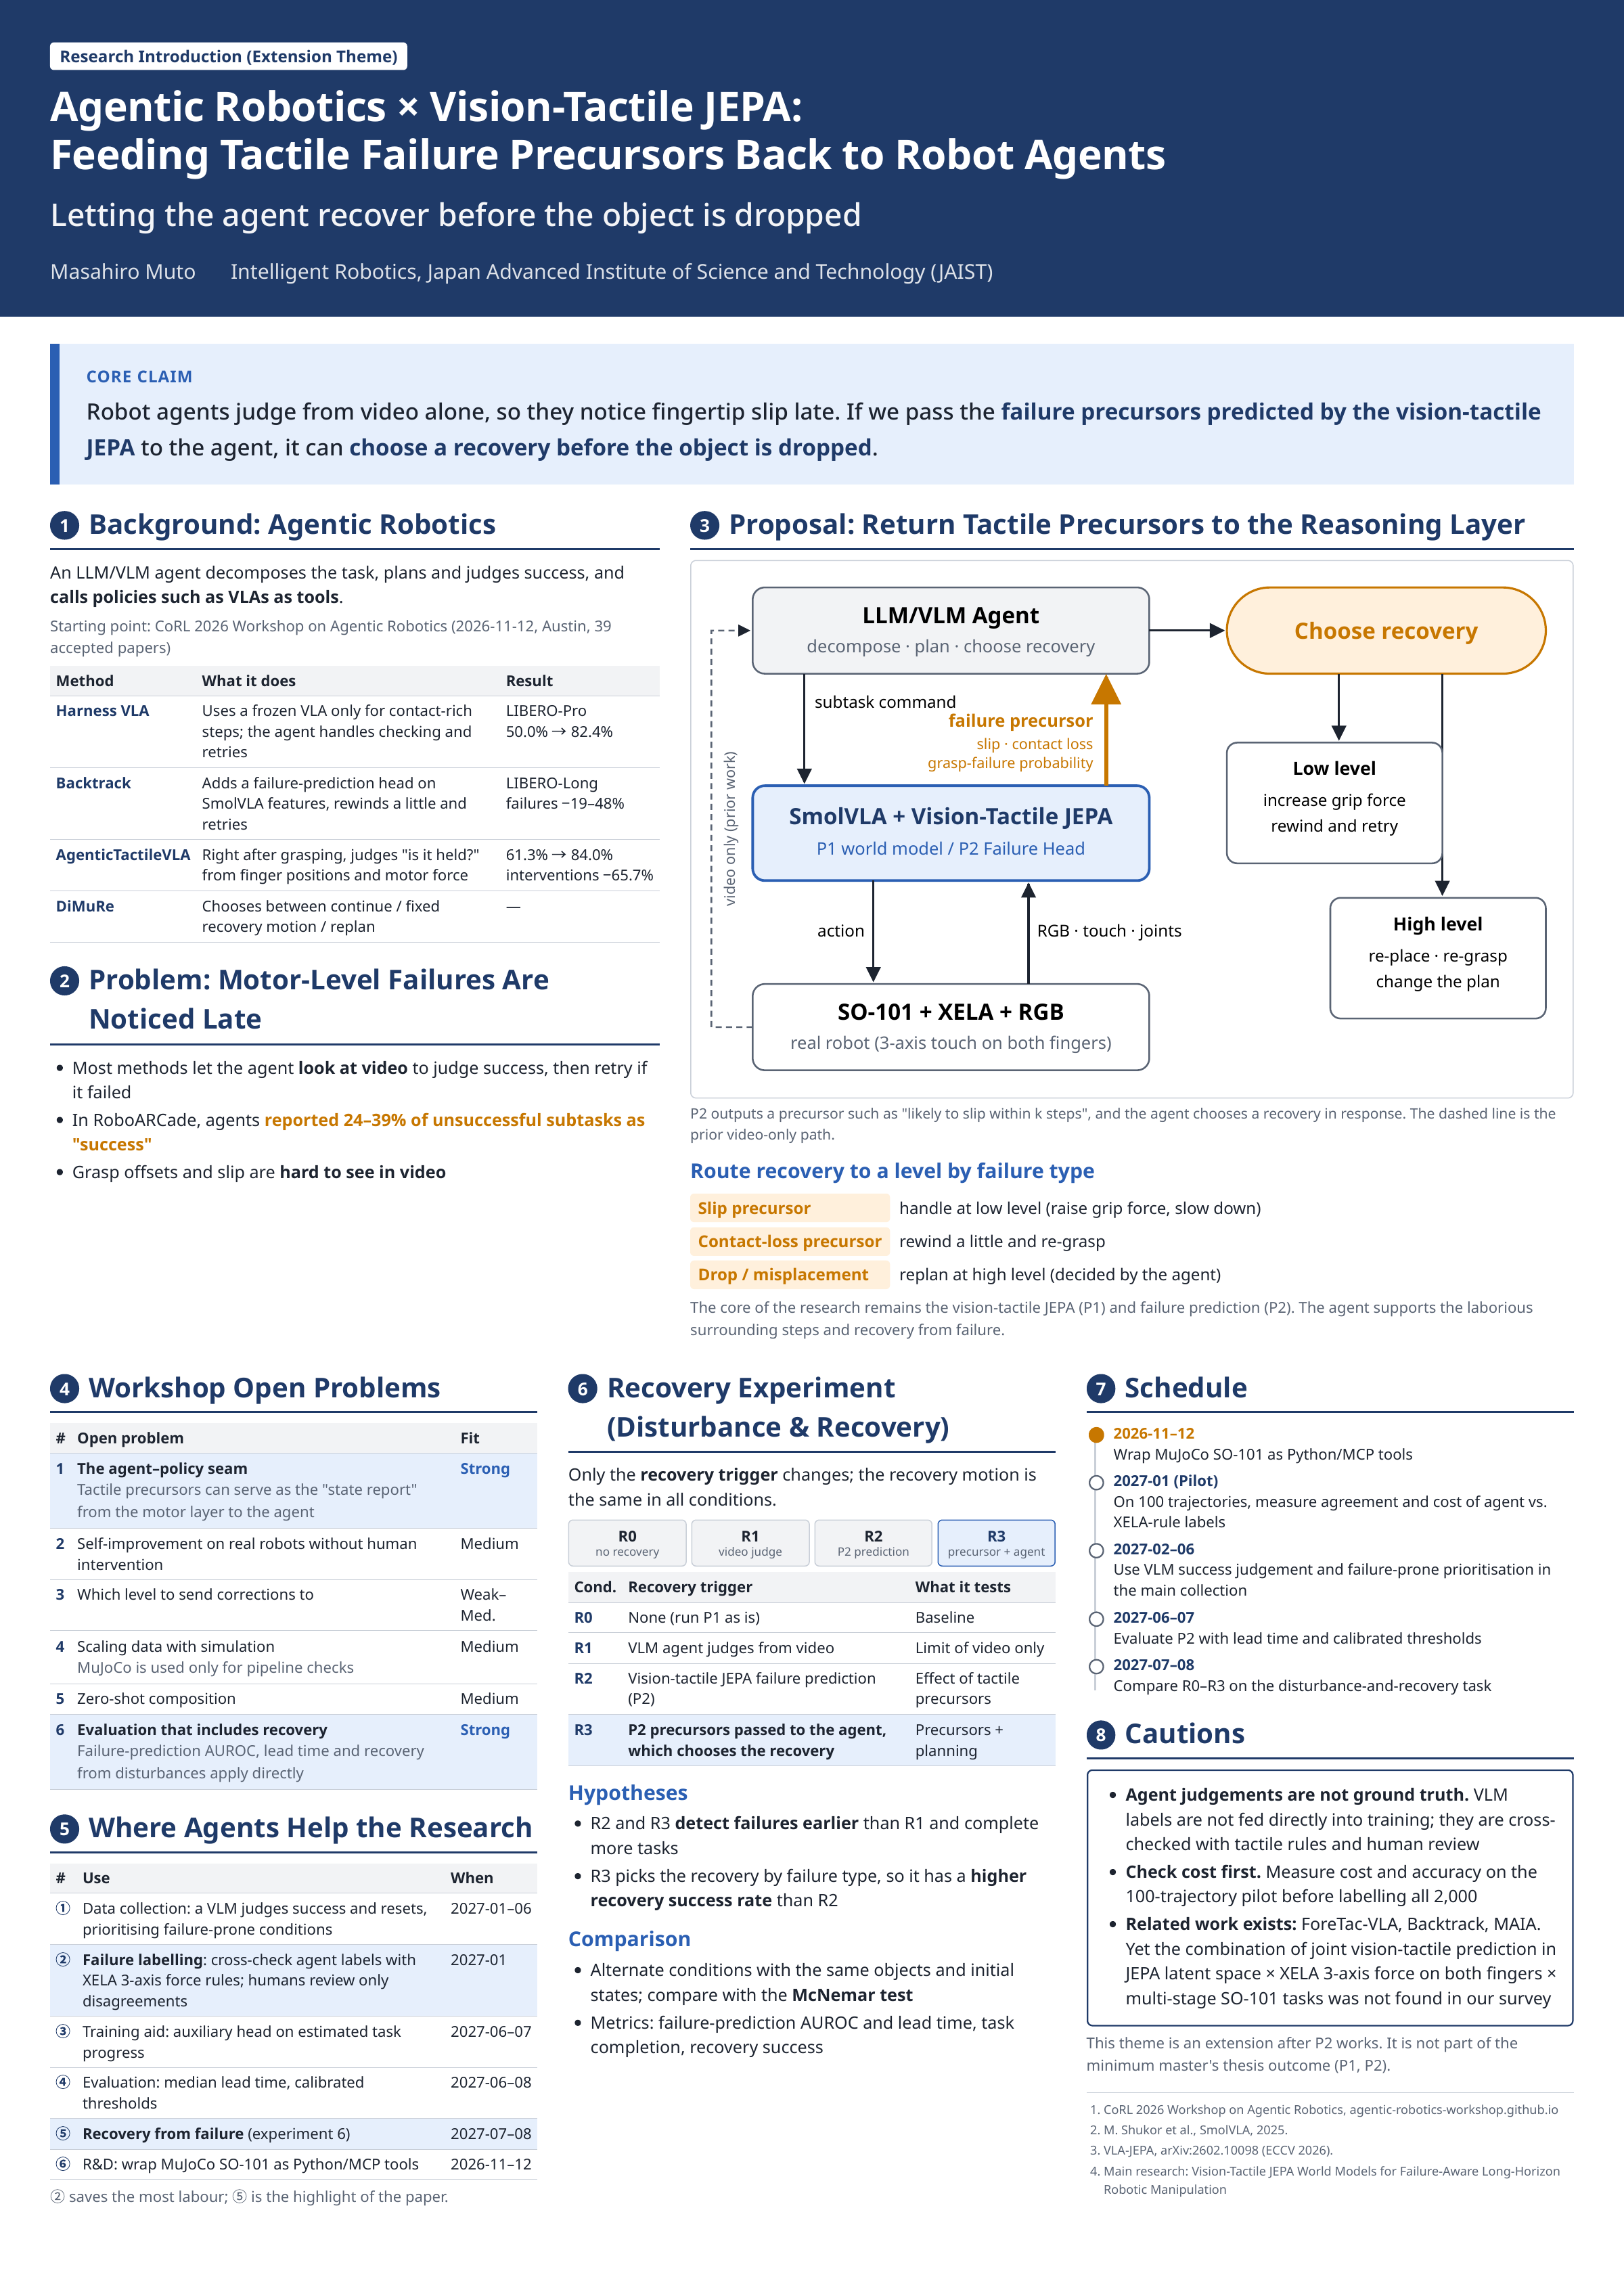 Research Introduction (Extension Theme)
Agentic Robotics × Vision-Tactile JEPA:
Feeding Tactile Failure Precursors Back to Robot Agents
Letting the agent recover before the object is dropped
Masahiro Muto Intelligent Robotics, Japan Advanced Institute of Science and Technology (JAIST)
CORE CLAIM
Robot agents judge from video alone, so they notice fingertip slip late. If we pass the failure precursors predicted by the vision-tactile
JEPA to the agent, it can choose a recovery before the object is dropped.
1 Background: Agentic Robotics
An LLM/VLM agent decomposes the task, plans and judges success, and
calls policies such as VLAs as tools.
Starting point: CoRL 2026 Workshop on Agentic Robotics (2026-11-12, Austin, 39
accepted papers)
Method What it does Result
Harness VLA Uses a frozen VLA only for contact-rich LIBERO-Pro
steps; the agent handles checking and 50.0% → 82.4%
retries
Backtrack Adds a failure-prediction head on LIBERO-Long
SmolVLA features, rewinds a little and failures −19–48%
retries
AgenticTactileVLA Right after grasping, judges "is it held?" 61.3% → 84.0%
from finger positions and motor force interventions −65.7%
DiMuRe Chooses between continue / fixed —
recovery motion / replan
2 Problem: Motor-Level Failures Are
Noticed Late
• Most methods let the agent look at video to judge success, then retry if
it failed
• In RoboARCade, agents reported 24–39% of unsuccessful subtasks as
"success"
• Grasp offsets and slip are hard to see in video
3 Proposal: Return Tactile Precursors to the Reasoning Layer
LLM/VLM Agent
decompose · plan · choose recovery
Choose recovery
subtask command
failure precursor
slip · contact loss
grasp-failure probability
video only (prior work)
Low level
increase grip force
rewind and retry
SmolVLA + Vision-Tactile JEPA
P1 world model / P2 Failure Head
action
RGB · touch · joints
High level
re-place · re-grasp
change the plan
SO-101 + XELA + RGB
real robot (3-axis touch on both fingers)
P2 outputs a precursor such as "likely to slip within k steps", and the agent chooses a recovery in response. The dashed line is the
prior video-only path.
Route recovery to a level by failure type
Slip precursor handle at low level (raise grip force, slow down)
Contact-loss precursor rewind a little and re-grasp
Drop / misplacement replan at high level (decided by the agent)
The core of the research remains the vision-tactile JEPA (P1) and failure prediction (P2). The agent supports the laborious
surrounding steps and recovery from failure.
4 Workshop Open Problems
# Open problem Fit
1 The agent–policy seam Strong
Tactile precursors can serve as the "state report"
from the motor layer to the agent
2 Self-improvement on real robots without human Medium
intervention
3 Which level to send corrections to Weak–
Med.
4 Scaling data with simulation Medium
MuJoCo is used only for pipeline checks
5 Zero-shot composition Medium
6 Evaluation that includes recovery Strong
Failure-prediction AUROC, lead time and recovery
from disturbances apply directly
5 Where Agents Help the Research
# Use When
① Data collection: a VLM judges success and resets, 2027-01–06
prioritising failure-prone conditions
② Failure labelling: cross-check agent labels with 2027-01
XELA 3-axis force rules; humans review only
disagreements
③ Training aid: auxiliary head on estimated task 2027-06–07
progress
④ Evaluation: median lead time, calibrated 2027-06–08
thresholds
⑤ Recovery from failure (experiment 6) 2027-07–08
⑥ R&D: wrap MuJoCo SO-101 as Python/MCP tools 2026-11–12
② saves the most labour; ⑤ is the highlight of the paper.
6 Recovery Experiment
(Disturbance & Recovery)
Only the recovery trigger changes; the recovery motion is
the same in all conditions.
R0 R1 R2 R3
no recovery video judge P2 prediction precursor + agent
Cond. Recovery trigger What it tests
R0 None (run P1 as is) Baseline
R1 VLM agent judges from video Limit of video only
R2 Vision-tactile JEPA failure prediction Effect of tactile
(P2) precursors
R3 P2 precursors passed to the agent, Precursors +
which chooses the recovery planning
Hypotheses
• R2 and R3 detect failures earlier than R1 and complete
more tasks
• R3 picks the recovery by failure type, so it has a higher
recovery success rate than R2
Comparison
• Alternate conditions with the same objects and initial
states; compare with the McNemar test
• Metrics: failure-prediction AUROC and lead time, task
completion, recovery success
7 Schedule
2026-11–12
Wrap MuJoCo SO-101 as Python/MCP tools
2027-01 (Pilot)
On 100 trajectories, measure agreement and cost of agent vs.
XELA-rule labels
2027-02–06
Use VLM success judgement and failure-prone prioritisation in
the main collection
2027-06–07
Evaluate P2 with lead time and calibrated thresholds
2027-07–08
Compare R0–R3 on the disturbance-and-recovery task
8 Cautions
• Agent judgements are not ground truth. VLM
labels are not fed directly into training; they are cross-
checked with tactile rules and human review
• Check cost first. Measure cost and accuracy on the
100-trajectory pilot before labelling all 2,000
• Related work exists: ForeTac-VLA, Backtrack, MAIA.
Yet the combination of joint vision-tactile prediction in
JEPA latent space × XELA 3-axis force on both fingers ×
multi-stage SO-101 tasks was not found in our survey
This theme is an extension after P2 works. It is not part of the
minimum master's thesis outcome (P1, P2).
1. CoRL 2026 Workshop on Agentic Robotics, agentic-robotics-workshop.github.io
2. M. Shukor et al., SmolVLA, 2025.
3. VLA-JEPA, arXiv:2602.10098 (ECCV 2026).
4. Main research: Vision-Tactile JEPA World Models for Failure-Aware Long-Horizon
Robotic Manipulation